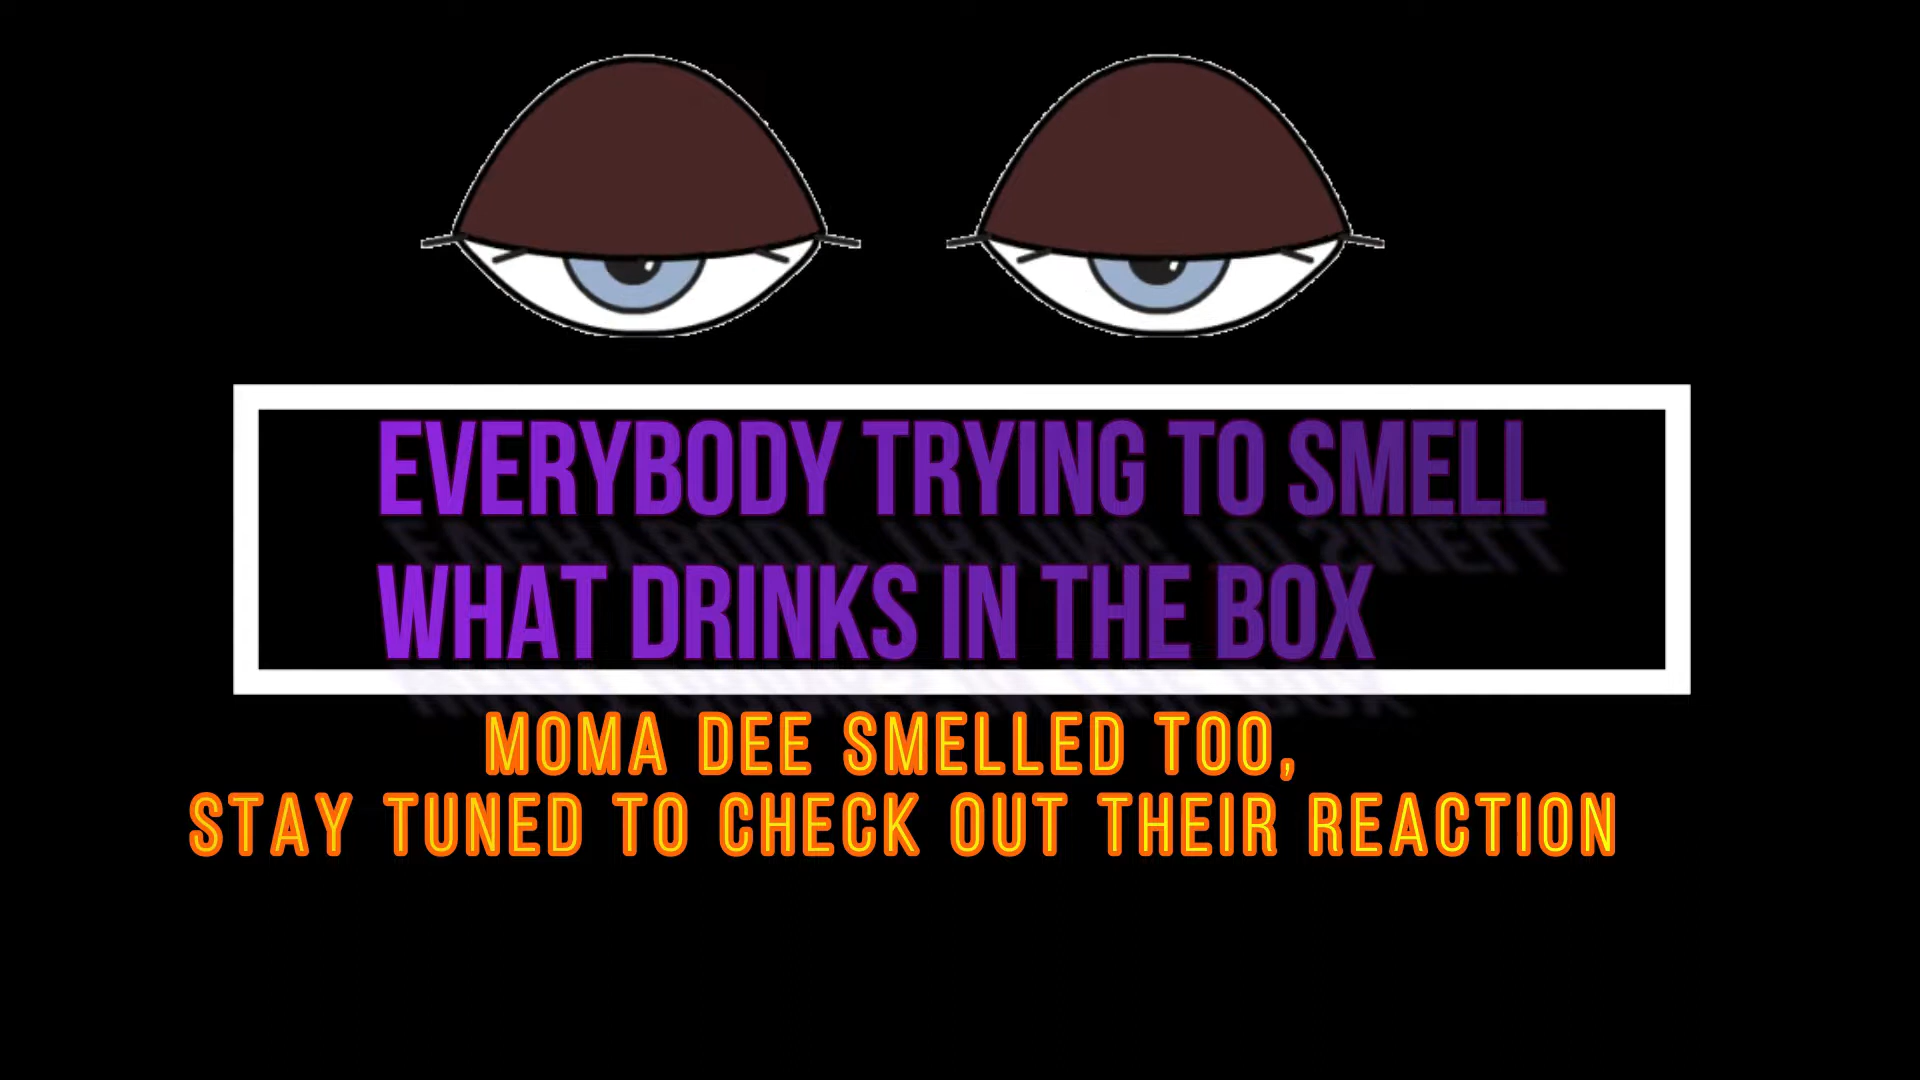 EVERYBODY TRYING TO SMELL
WHAT DRINKS IN THE BOX
MOMA DEE SMELLED TOO,
STAY TUNED TO CHECK OUT THEIR REACTION